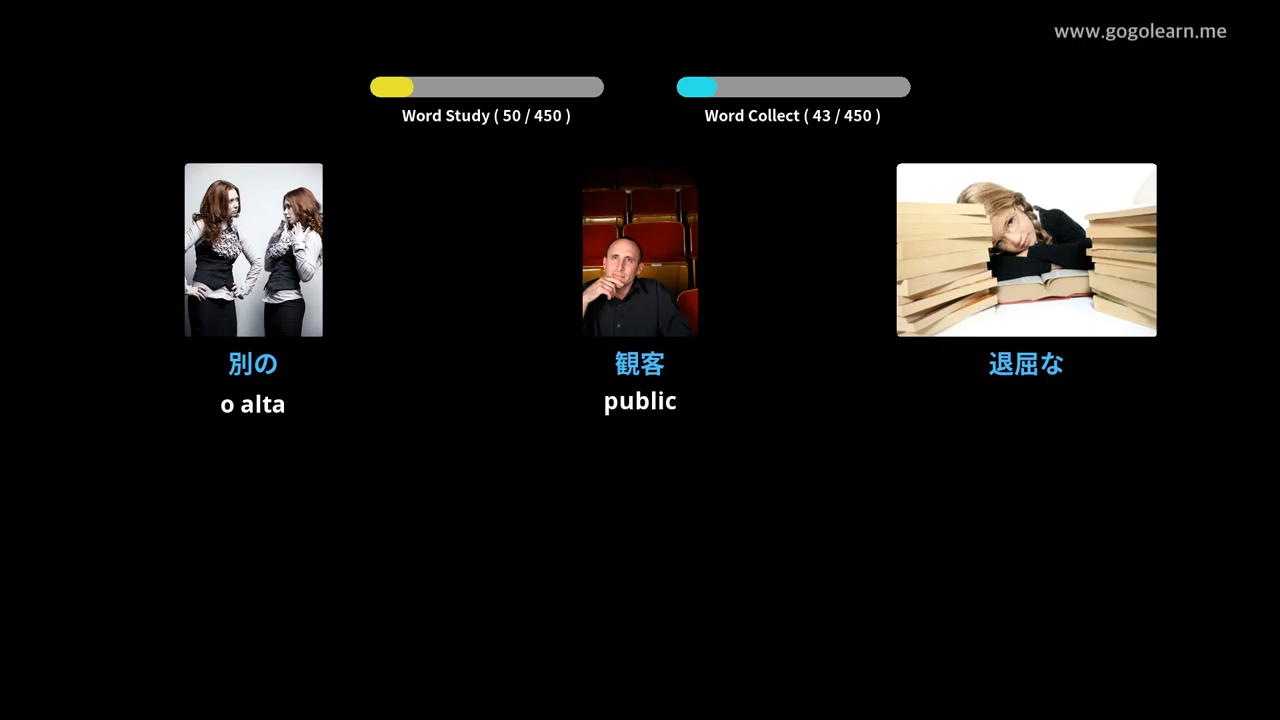 www.gogolearn.me
Word Study ( 50 / 450 )
Word Collect ( 43 / 450 )
別の
観客
退屈な
o alta
public